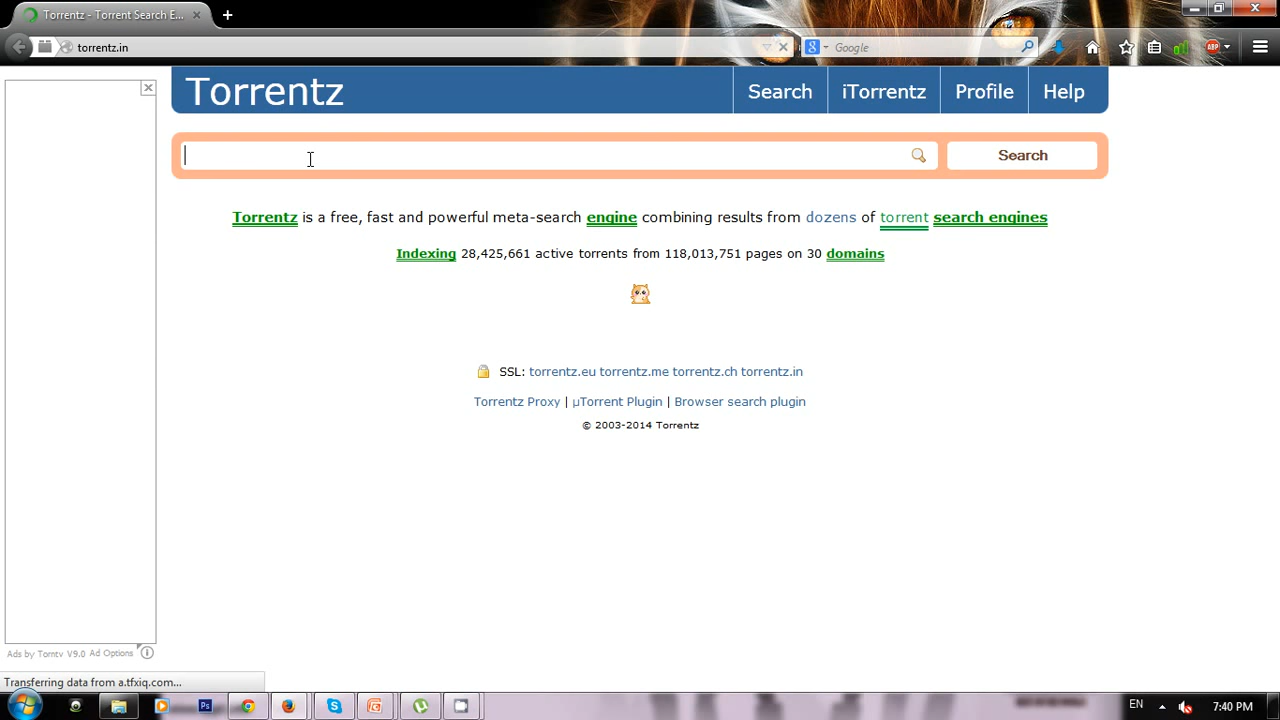 Torrentz - Torrent Search E...
torrentz.in
Google
ABP
Torrentz
Search
iTorrentz
Profile
Help
Search
Torrentz is a free, fast and powerful meta-search engine combining results from dozens of torrent search engines
Indexing 28,425,661 active torrents from 118,013,751 pages on 30 domains
SSL: torrentz.eu torrentz.me torrentz.ch torrentz.in
Torrentz Proxy | µTorrent Plugin | Browser search plugin
© 2003-2014 Torrentz
Ads by Torntv V9.0 Ad Options
Transferring data from a.tfxiq.com...
Ps
EN
7:40 PM